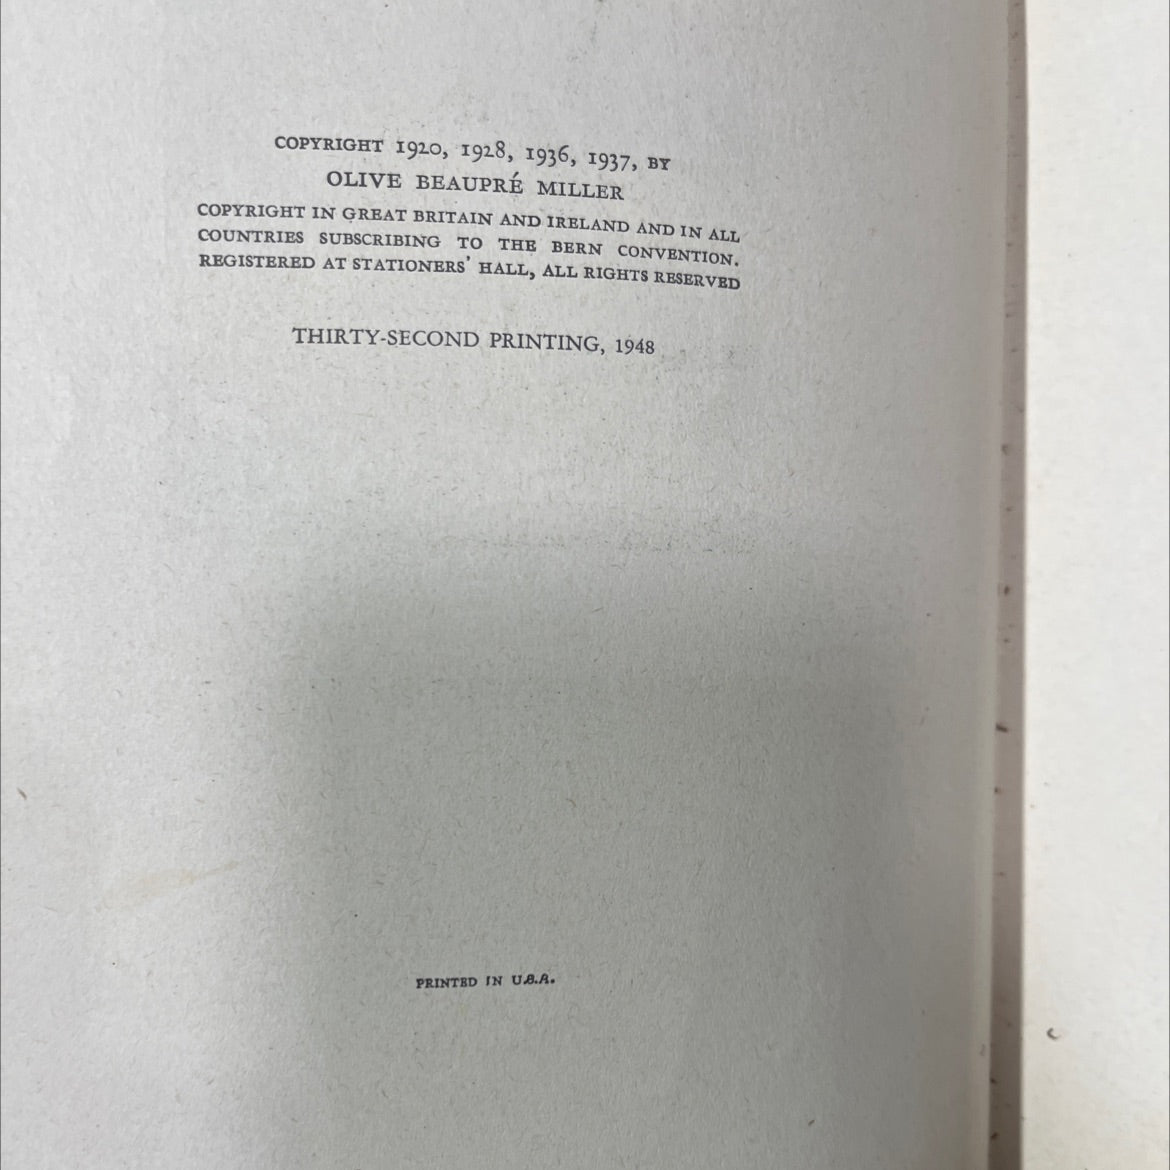 COPYRIGHT 1920, 1928, 1936, 1937, BY
OLIVE BEAUPRÉ MILLER
COPYRIGHT IN GREAT BRITAIN AND IRELAND AND IN ALL
COUNTRIES SUBSCRIBING TO THE BERN CONVENTION.
REGISTERED AT STATIONERS' HALL, ALL RIGHTS RESERVED
THIRTY-SECOND PRINTING, 1948
PRINTED IN U.S.A.